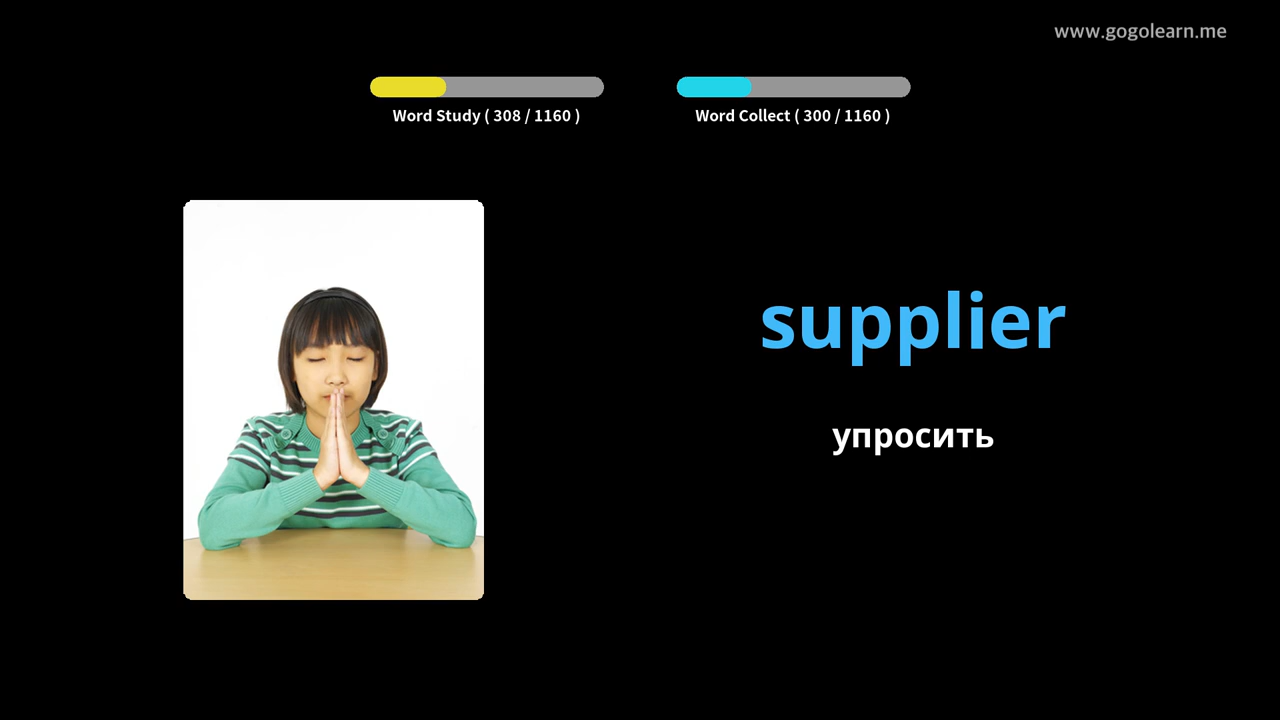 www.gogolearn.me
Word Study ( 308 / 1160 )
Word Collect ( 300 / 1160 )
supplier
упросить